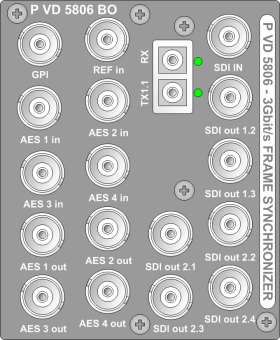 P VD 5806 BO
GPI
REF in
RX
SDI IN
TX1.1
AES 1 in
AES 2 in
SDI out 1.2
AES 3 in
AES 4 in
SDI out 1.3
AES 1 out
AES 2 out
SDI out 2.1
SDI out 2.2
AES 3 out
AES 4 out
SDI out 2.3
SDI out 2.4
P VD 5806 - 3Gbit/s FRAME SYNCHRONIZER